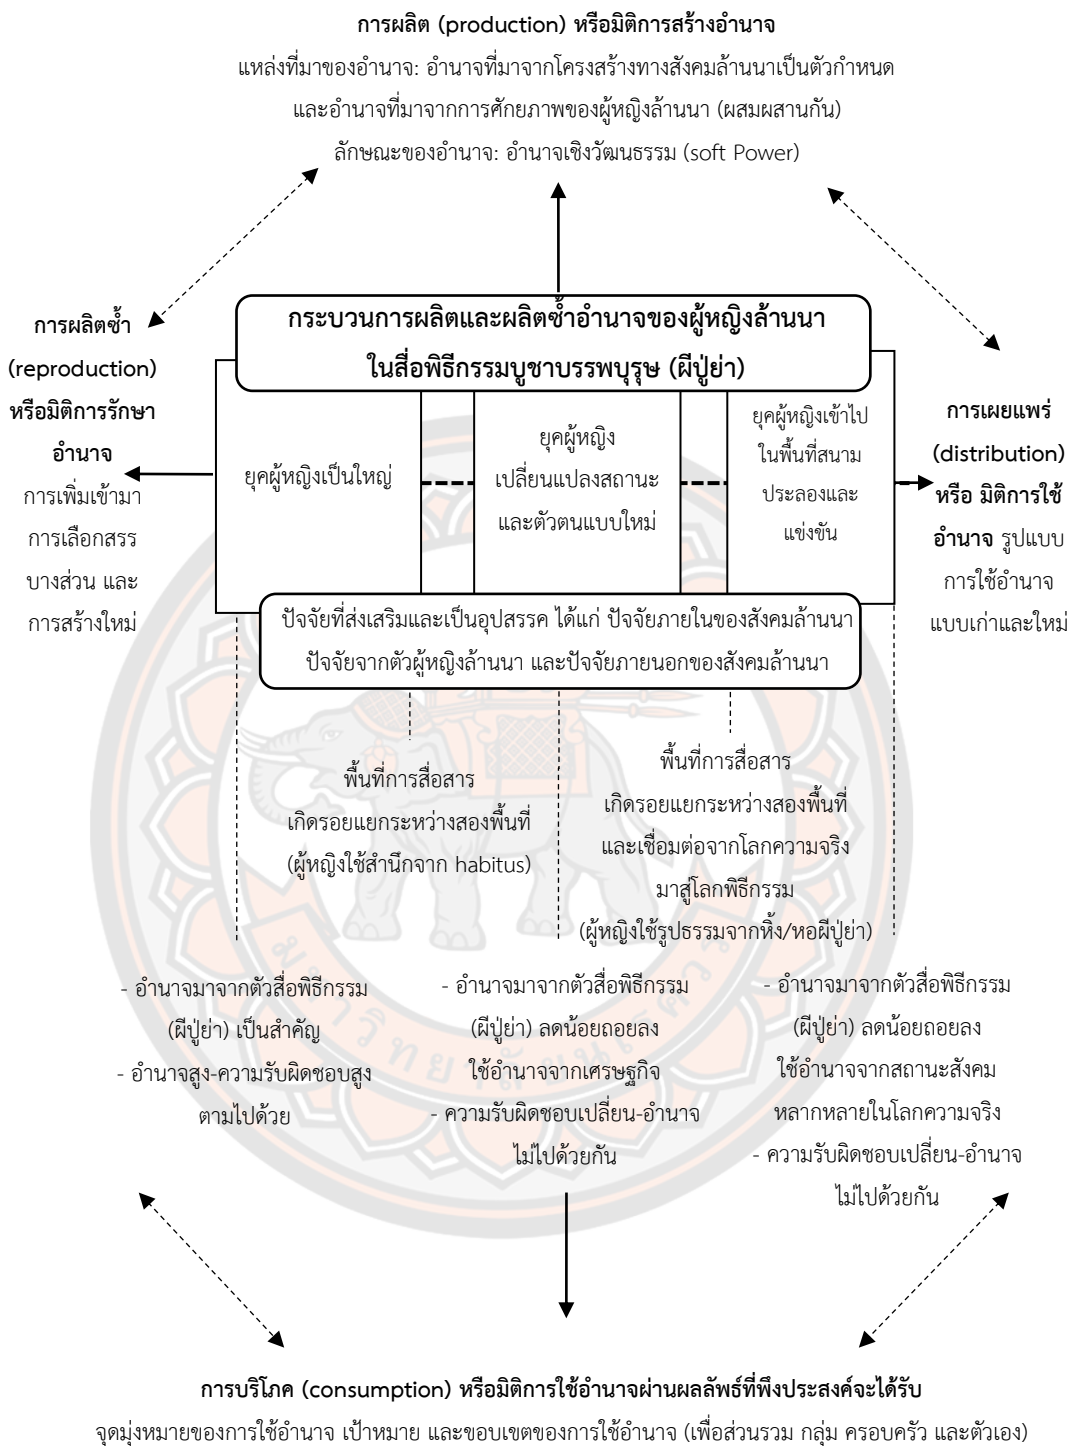 การผลิต (production) หรือมิติการสร้างอำนาจ
แหล่งที่มาของอำนาจ: อำนาจที่มาจากโครงสร้างทางสังคมล้านนาเป็นตัวกำหนด
และอำนาจที่มาจากการศักยภาพของผู้หญิงล้านนา (ผสมผสานกัน)
ลักษณะของอำนาจ: อำนาจเชิงวัฒนธรรม (soft Power)
การผลิตซ้ำ
(reproduction)
หรือมิติการรักษา
อำนาจ
การเพิ่มเข้ามา
การเลือกสรร
บางส่วน และ
การสร้างใหม่
กระบวนการผลิตและผลิตซ้ำอำนาจของผู้หญิงล้านนา
ในสื่อพิธีกรรมบูชาบรรพบุรุษ (ผีปู่ย่า)
ยุคผู้หญิงเป็นใหญ่
ยุคผู้หญิง
เปลี่ยนแปลงสถานะ
และตัวตนแบบใหม่
ยุคผู้หญิงเข้าไป
ในพื้นที่สนาม
ประลองและ
แข่งขัน
การเผยแพร่
(distribution)
หรือ มิติการใช้
อำนาจ รูปแบบ
การใช้อำนาจ
แบบเก่าและใหม่
ปัจจัยที่ส่งเสริมและเป็นอุปสรรค ได้แก่ ปัจจัยภายในของสังคมล้านนา
ปัจจัยจากตัวผู้หญิงล้านนา และปัจจัยภายนอกของสังคมล้านนา
พื้นที่การสื่อสาร
เกิดรอยแยกระหว่างสองพื้นที่
(ผู้หญิงใช้สำนึกจาก habitus)
พื้นที่การสื่อสาร
เกิดรอยแยกระหว่างสองพื้นที่
และเชื่อมต่อจากโลกความจริง
มาสู่โลกพิธีกรรม
(ผู้หญิงใช้รูปธรรมจากหิ้ง/หอผีปู่ย่า)
- อำนาจมาจากตัวสื่อพิธีกรรม
(ผีปู่ย่า) เป็นสำคัญ
- อำนาจสูง-ความรับผิดชอบสูง
ตามไปด้วย
- อำนาจมาจากตัวสื่อพิธีกรรม
(ผีปู่ย่า) ลดน้อยถอยลง
ใช้อำนาจจากเศรษฐกิจ
- ความรับผิดชอบเปลี่ยน-อำนาจ
ไม่ไปด้วยกัน
- อำนาจมาจากตัวสื่อพิธีกรรม
(ผีปู่ย่า) ลดน้อยถอยลง
ใช้อำนาจจากสถานะสังคม
หลากหลายในโลกความจริง
- ความรับผิดชอบเปลี่ยน-อำนาจ
ไม่ไปด้วยกัน
มหาวิทยาลัยนเรศวร
การบริโภค (consumption) หรือมิติการใช้อำนาจผ่านผลลัพธ์ที่พึงประสงค์จะได้รับ
จุดมุ่งหมายของการใช้อำนาจ เป้าหมาย และขอบเขตของการใช้อำนาจ (เพื่อส่วนรวม กลุ่ม ครอบครัว และตัวเอง)